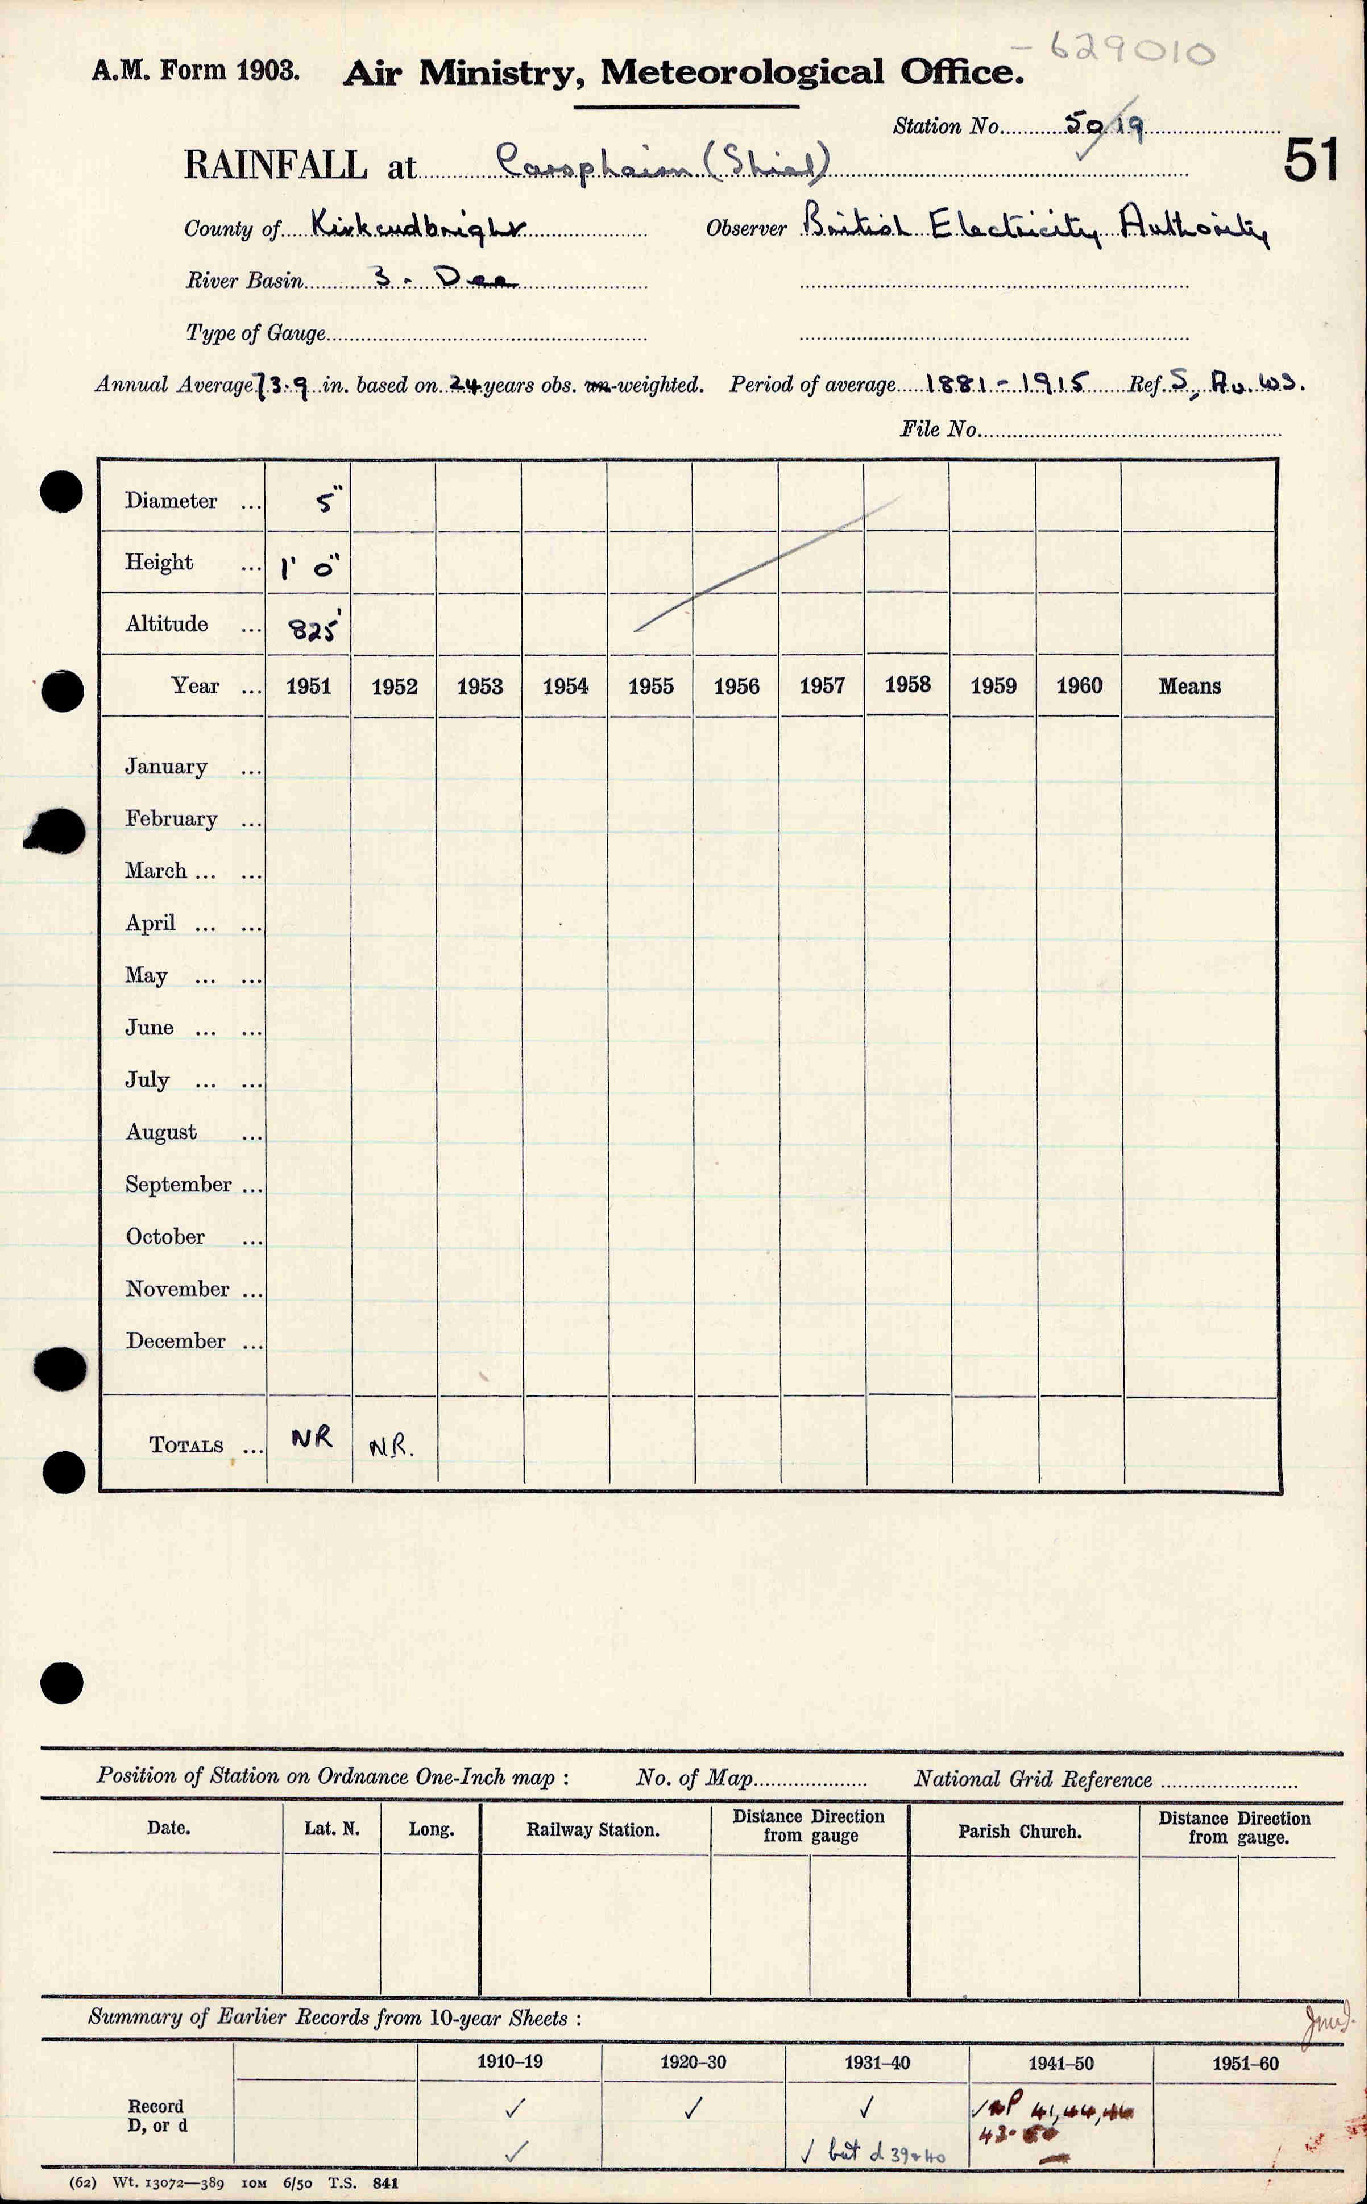 - 629010
A.M. Form 1903. Air Ministry, Meteorological Office.
Station No. 50/19
51
RAINFALL at Carsphairn (Shiel)
County of Kirkcudbright Observer British Electricity Authority
River Basin 3. Dee
Type of Gauge
Annual Average 73.9 in. based on 24 years obs. un-weighted. Period of average 1881-1915 Ref. S, Av. W3.
File No.
Diameter ... 5"
Height ... 1' 0"
Altitude ... 825'
Year ... 1951 1952 1953 1954 1955 1956 1957 1958 1959 1960 Means
January ...
February ...
March ... ...
April ... ...
May ... ...
June ... ...
July ... ...
August ...
September ...
October ...
November ...
December ...
TOTALS ... NR NR.
Position of Station on Ordnance One-Inch map : No. of Map National Grid Reference
Date. Lat. N. Long. Railway Station. Distance Direction from gauge Parish Church. Distance Direction from gauge.
Summary of Earlier Records from 10-year Sheets :
1910-19 1920-30 1931-40 1941-50 1951-60
Record ✓ ✓ ✓ ✓ 41, 44,
D, or d
✓ ✓ but d 39+40
(62) Wt. 13072—389 10M 6/50 T.S. 841